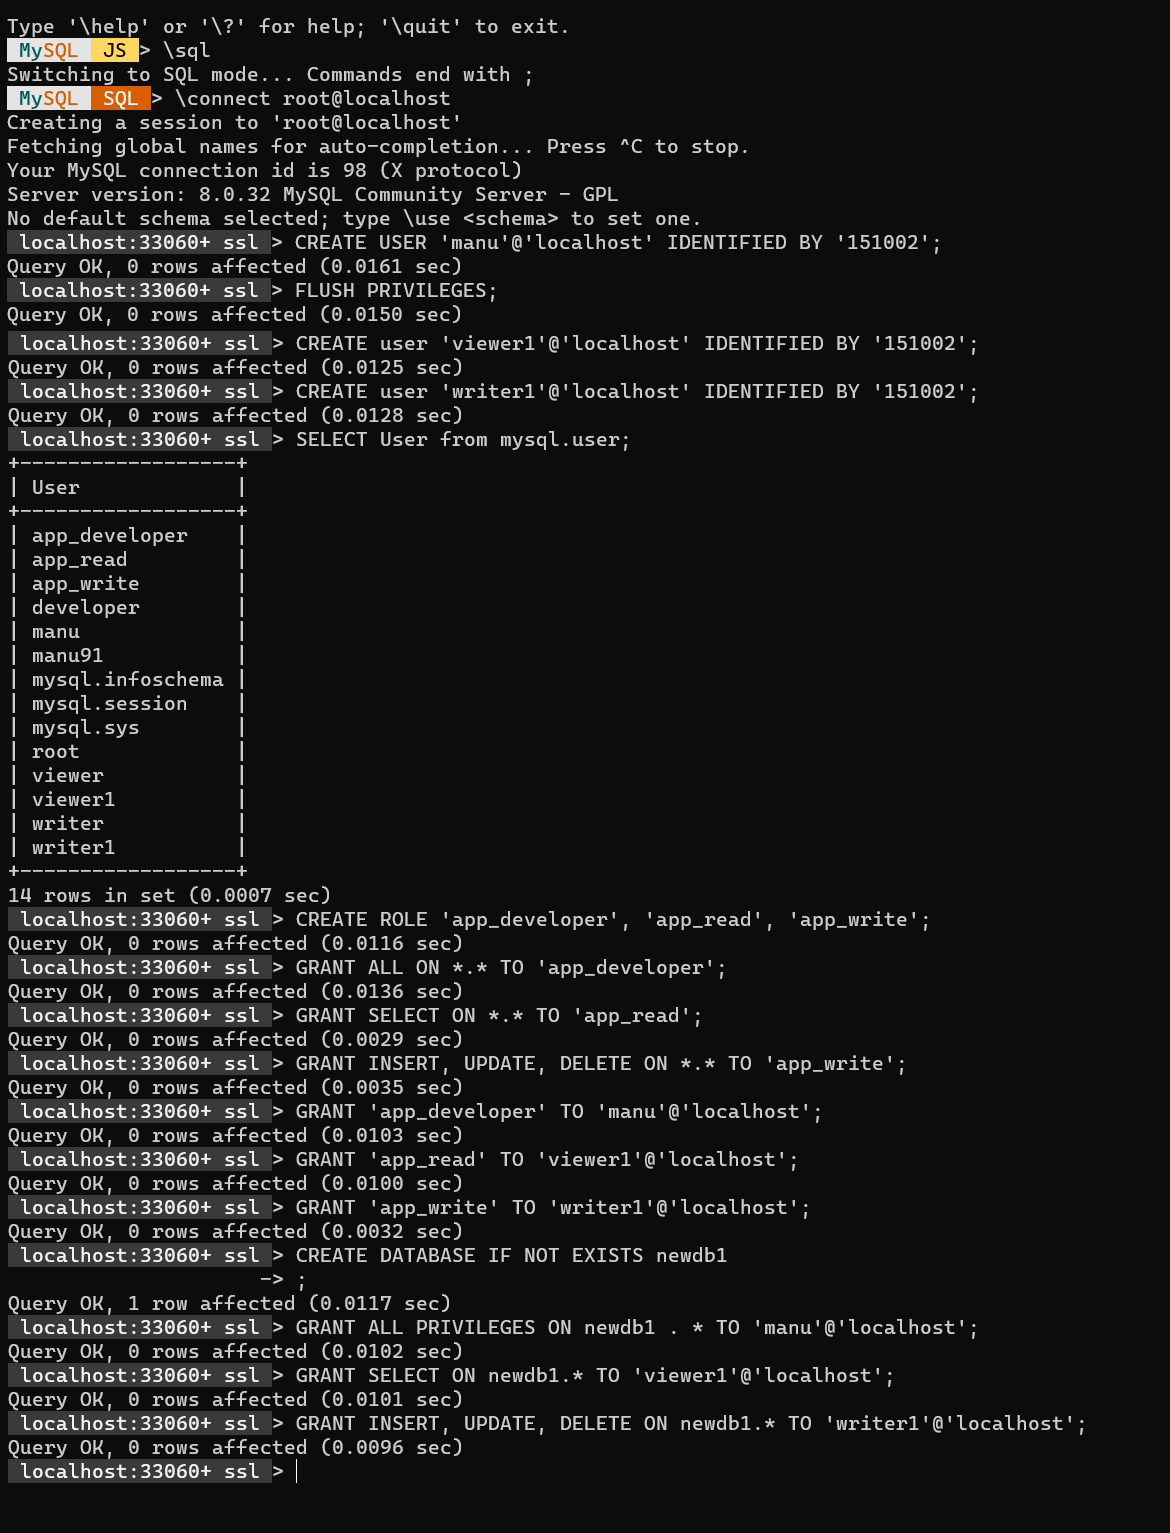 Type '\help' or '\?' for help; '\quit' to exit.
MySQL JS > \sql
Switching to SQL mode... Commands end with ;
MySQL SQL > \connect root@localhost
Creating a session to 'root@localhost'
Fetching global names for auto-completion... Press ^C to stop.
Your MySQL connection id is 98 (X protocol)
Server version: 8.0.32 MySQL Community Server - GPL
No default schema selected; type \use <schema> to set one.
localhost:33060+ ssl > CREATE USER 'manu'@'localhost' IDENTIFIED BY '151002';
Query OK, 0 rows affected (0.0161 sec)
localhost:33060+ ssl > FLUSH PRIVILEGES;
Query OK, 0 rows affected (0.0150 sec)
localhost:33060+ ssl > CREATE user 'viewer1'@'localhost' IDENTIFIED BY '151002';
Query OK, 0 rows affected (0.0125 sec)
localhost:33060+ ssl > CREATE user 'writer1'@'localhost' IDENTIFIED BY '151002';
Query OK, 0 rows affected (0.0128 sec)
localhost:33060+ ssl > SELECT User from mysql.user;
+------------------+
| User             |
+------------------+
| app_developer    |
| app_read         |
| app_write        |
| developer        |
| manu             |
| manu91           |
| mysql.infoschema |
| mysql.session    |
| mysql.sys        |
| root             |
| viewer           |
| viewer1          |
| writer           |
| writer1          |
+------------------+
14 rows in set (0.0007 sec)
localhost:33060+ ssl > CREATE ROLE 'app_developer', 'app_read', 'app_write';
Query OK, 0 rows affected (0.0116 sec)
localhost:33060+ ssl > GRANT ALL ON *.* TO 'app_developer';
Query OK, 0 rows affected (0.0136 sec)
localhost:33060+ ssl > GRANT SELECT ON *.* TO 'app_read';
Query OK, 0 rows affected (0.0029 sec)
localhost:33060+ ssl > GRANT INSERT, UPDATE, DELETE ON *.* TO 'app_write';
Query OK, 0 rows affected (0.0035 sec)
localhost:33060+ ssl > GRANT 'app_developer' TO 'manu'@'localhost';
Query OK, 0 rows affected (0.0103 sec)
localhost:33060+ ssl > GRANT 'app_read' TO 'viewer1'@'localhost';
Query OK, 0 rows affected (0.0100 sec)
localhost:33060+ ssl > GRANT 'app_write' TO 'writer1'@'localhost';
Query OK, 0 rows affected (0.0032 sec)
localhost:33060+ ssl > CREATE DATABASE IF NOT EXISTS newdb1
-> ;
Query OK, 1 row affected (0.0117 sec)
localhost:33060+ ssl > GRANT ALL PRIVILEGES ON newdb1 . * TO 'manu'@'localhost';
Query OK, 0 rows affected (0.0102 sec)
localhost:33060+ ssl > GRANT SELECT ON newdb1.* TO 'viewer1'@'localhost';
Query OK, 0 rows affected (0.0101 sec)
localhost:33060+ ssl > GRANT INSERT, UPDATE, DELETE ON newdb1.* TO 'writer1'@'localhost';
Query OK, 0 rows affected (0.0096 sec)
localhost:33060+ ssl >